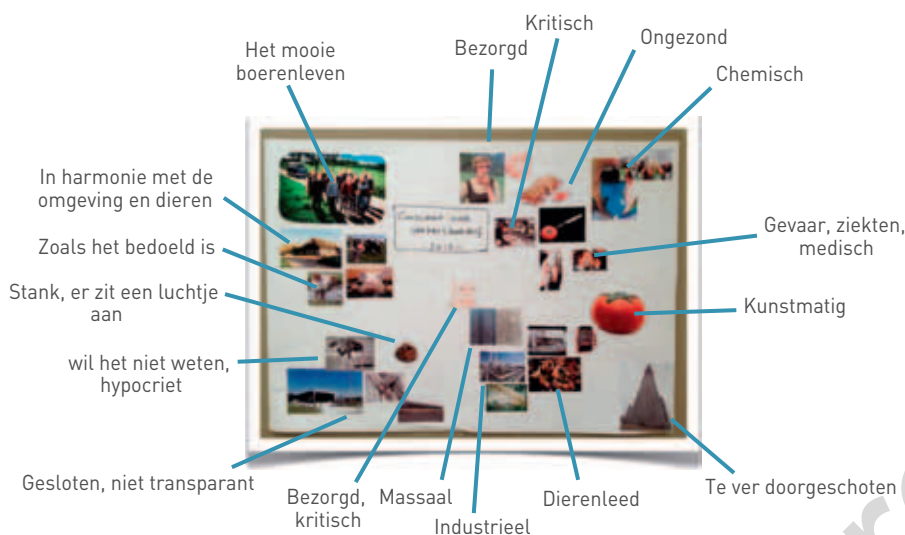 Kritisch
Bezorgd
Ongezond
Het mooie
boerenleven
Chemisch
In harmonie met de
omgeving en dieren
Gevaar, ziekten,
medisch
Zoals het bedoeld is
Stank, er zit een luchtje
aan
Kunstmatig
wil het niet weten,
hypocriet
Gesloten, niet transparant
Bezorgd,
kritisch
Massaal
Industrieel
Dierenleed
Te ver doorgeschoten